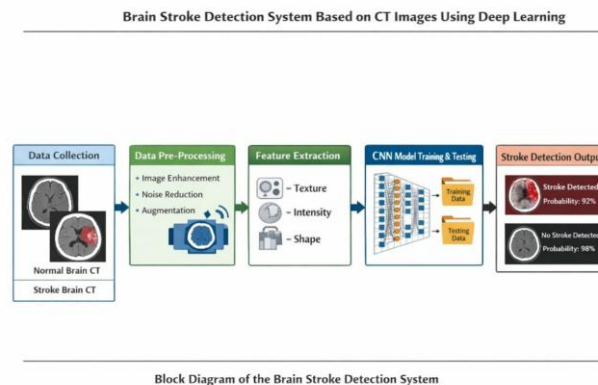 Brain Stroke Detection System Based on CT Images Using Deep Learning
Data Collection
Normal Brain CT
Stroke Brain CT
Data Pre-Processing
• Image Enhancement
• Noise Reduction
• Augmentation
Feature Extraction
- Texture
- Intensity
- Shape
CNN Model Training & Testing
Training
Data
Testing
Data
Stroke Detection Outpu
Stroke Detected
Probability: 92%
No Stroke Detected
Probability: 98%
Block Diagram of the Brain Stroke Detection System